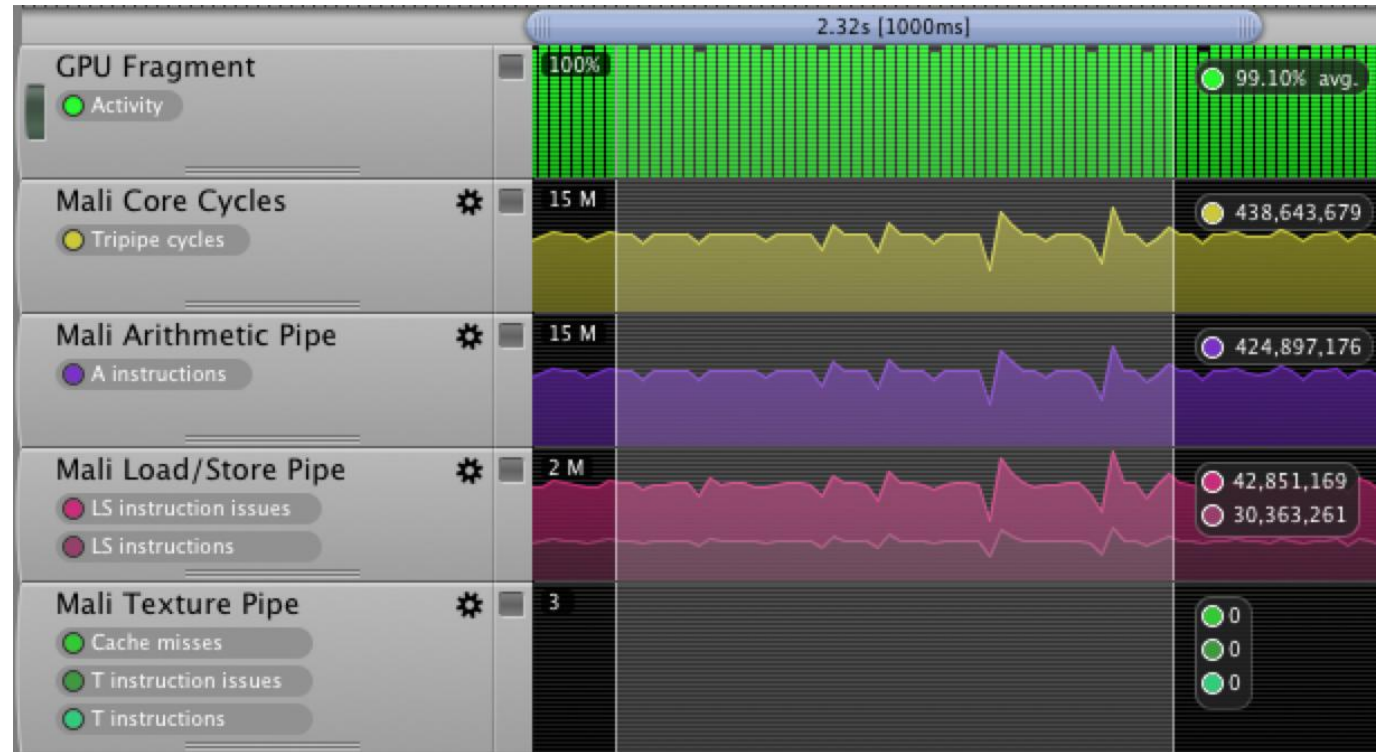 2.32s [1000ms]
GPU Fragment
100%
99.10% avg.
Activity
Mali Core Cycles
15 M
438,643,679
Tripipe cycles
Mali Arithmetic Pipe
15 M
424,897,176
A instructions
Mali Load/Store Pipe
2 M
42,851,169
LS instruction issues
30,363,261
LS instructions
Mali Texture Pipe
3
0
Cache misses
0
T instruction issues
0
T instructions